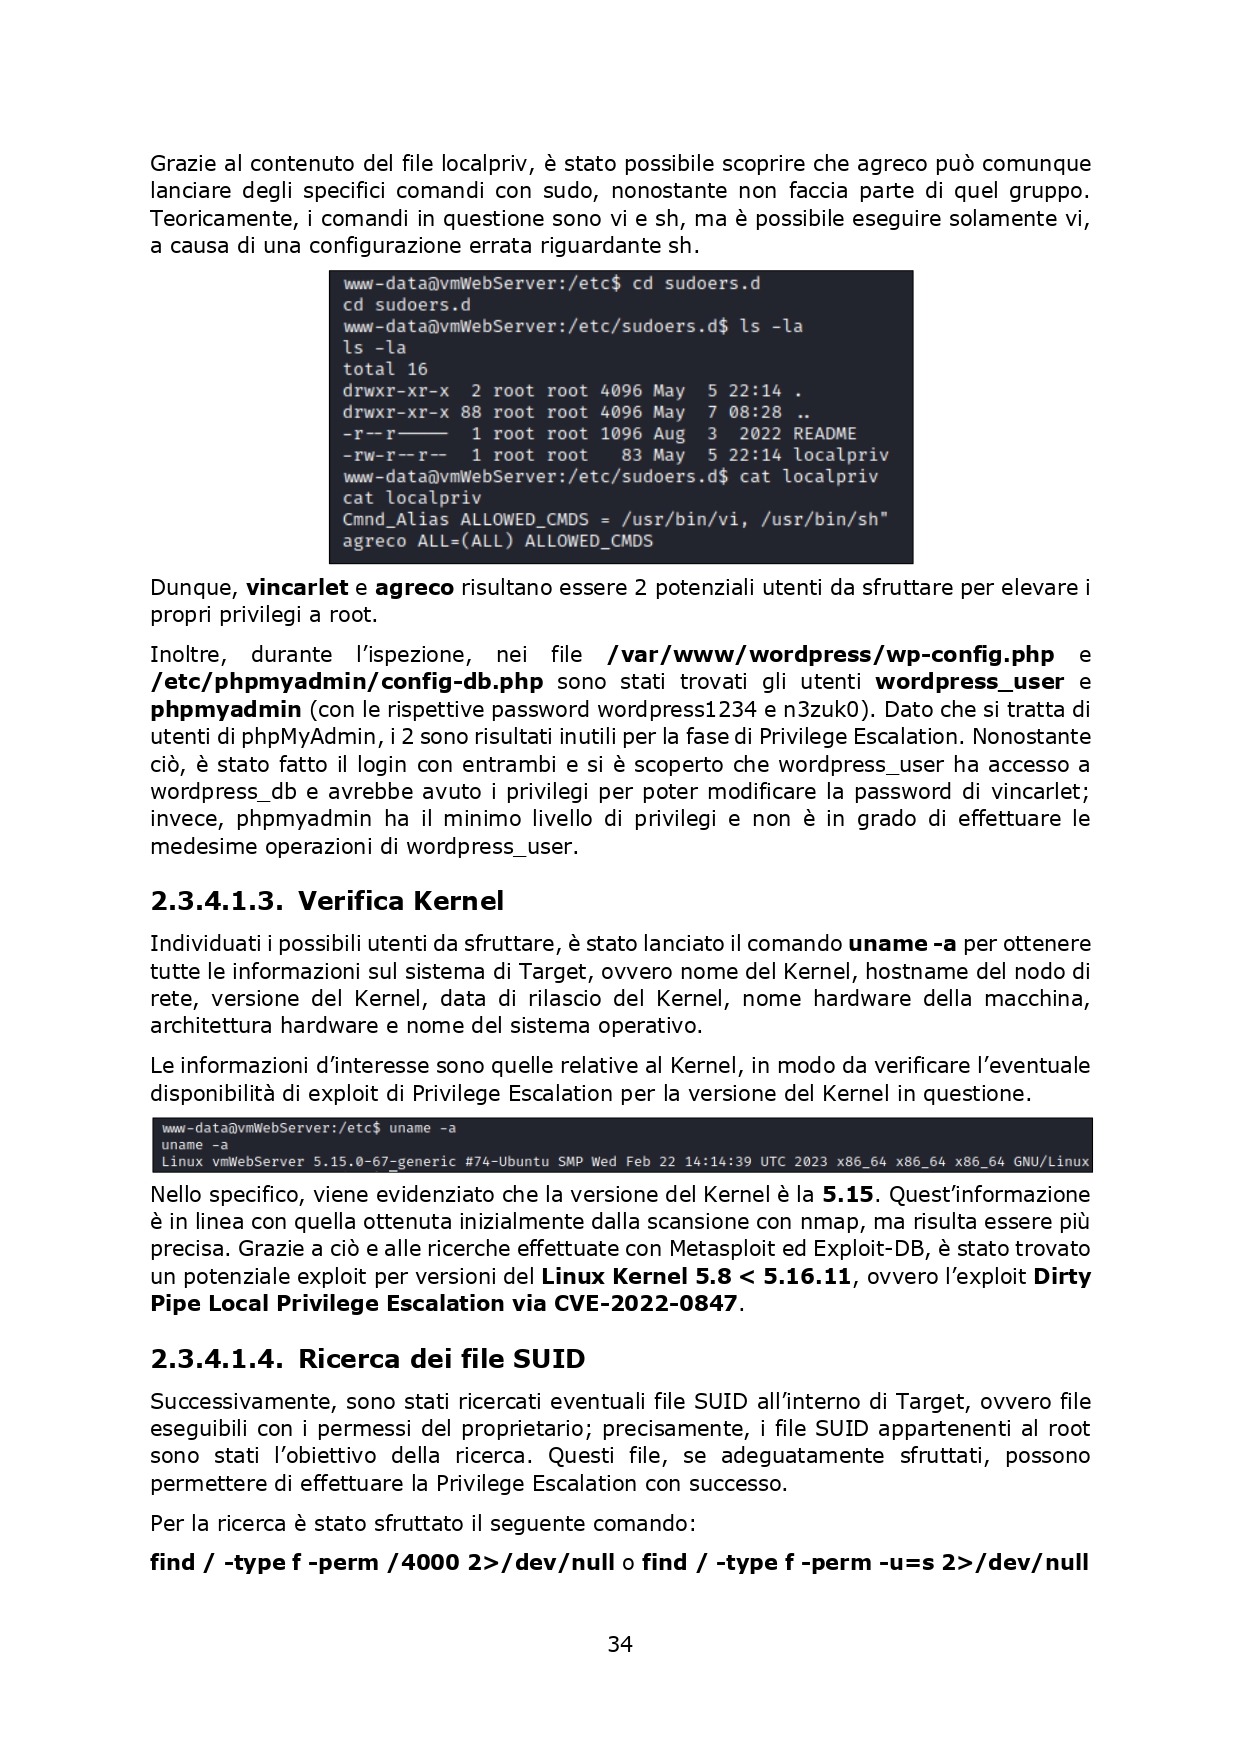 Grazie al contenuto del file localpriv, è stato possibile scoprire che agreco può comunque
lanciare degli specifici comandi con sudo, nonostante non faccia parte di quel gruppo.
Teoricamente, i comandi in questione sono vi e sh, ma è possibile eseguire solamente vi,
a causa di una configurazione errata riguardante sh.
www-data@vmWebServer:/etc$ cd sudoers.d
cd sudoers.d
www-data@vmWebServer:/etc/sudoers.d$ ls -la
ls -la
total 16
drwxr-xr-x  2 root root 4096 May  5 22:14 .
drwxr-xr-x 88 root root 4096 May  7 08:28 ..
-r--r-----  1 root root 1096 Aug  3  2022 README
-rw-r--r--  1 root root   83 May  5 22:14 localpriv
www-data@vmWebServer:/etc/sudoers.d$ cat localpriv
cat localpriv
Cmnd_Alias ALLOWED_CMDS = /usr/bin/vi, /usr/bin/sh"
agreco ALL=(ALL) ALLOWED_CMDS
Dunque, vincarlet e agreco risultano essere 2 potenziali utenti da sfruttare per elevare i
propri privilegi a root.
Inoltre, durante l’ispezione, nei file /var/www/wordpress/wp-config.php e
/etc/phpmyadmin/config-db.php sono stati trovati gli utenti wordpress_user e
phpmyadmin (con le rispettive password wordpress1234 e n3zuk0). Dato che si tratta di
utenti di phpMyAdmin, i 2 sono risultati inutili per la fase di Privilege Escalation. Nonostante
ciò, è stato fatto il login con entrambi e si è scoperto che wordpress_user ha accesso a
wordpress_db e avrebbe avuto i privilegi per poter modificare la password di vincarlet;
invece, phpmyadmin ha il minimo livello di privilegi e non è in grado di effettuare le
medesime operazioni di wordpress_user.
2.3.4.1.3. Verifica Kernel
Individuati i possibili utenti da sfruttare, è stato lanciato il comando uname -a per ottenere
tutte le informazioni sul sistema di Target, ovvero nome del Kernel, hostname del nodo di
rete, versione del Kernel, data di rilascio del Kernel, nome hardware della macchina,
architettura hardware e nome del sistema operativo.
Le informazioni d’interesse sono quelle relative al Kernel, in modo da verificare l’eventuale
disponibilità di exploit di Privilege Escalation per la versione del Kernel in questione.
www-data@vmWebServer:/etc$ uname -a
uname -a
Linux vmWebServer 5.15.0-67-generic #74-Ubuntu SMP Wed Feb 22 14:14:39 UTC 2023 x86_64 x86_64 x86_64 GNU/Linux
Nello specifico, viene evidenziato che la versione del Kernel è la 5.15. Quest’informazione
è in linea con quella ottenuta inizialmente dalla scansione con nmap, ma risulta essere più
precisa. Grazie a ciò e alle ricerche effettuate con Metasploit ed Exploit-DB, è stato trovato
un potenziale exploit per versioni del Linux Kernel 5.8 < 5.16.11, ovvero l’exploit Dirty
Pipe Local Privilege Escalation via CVE-2022-0847.
2.3.4.1.4. Ricerca dei file SUID
Successivamente, sono stati ricercati eventuali file SUID all’interno di Target, ovvero file
eseguibili con i permessi del proprietario; precisamente, i file SUID appartenenti al root
sono stati l’obiettivo della ricerca. Questi file, se adeguatamente sfruttati, possono
permettere di effettuare la Privilege Escalation con successo.
Per la ricerca è stato sfruttato il seguente comando:
find / -type f -perm /4000 2>/dev/null o find / -type f -perm -u=s 2>/dev/null
34